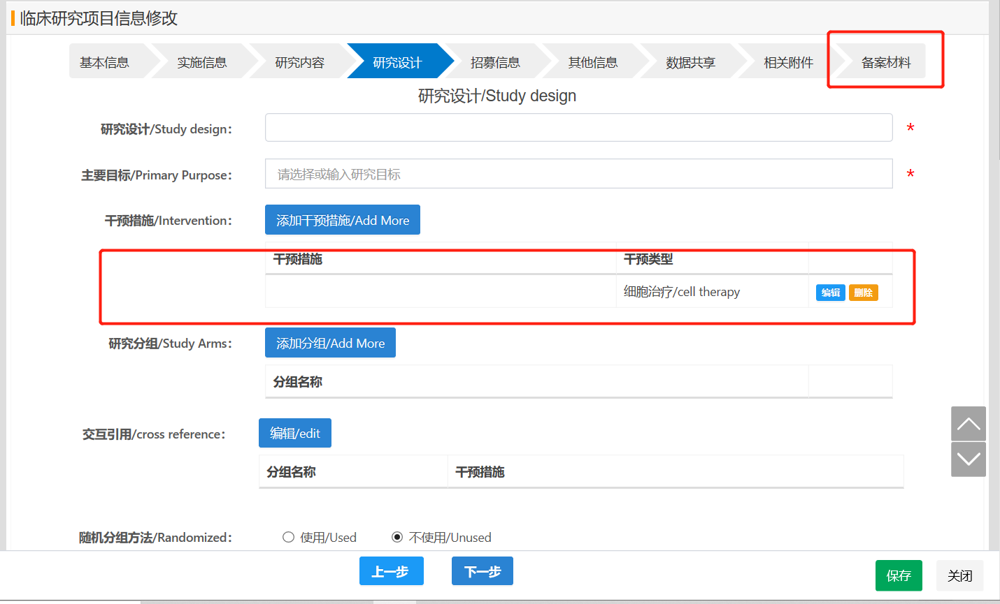 临床研究项目信息修改
基本信息 实施信息 研究内容 研究设计 招募信息 其他信息 数据共享 相关附件 备案材料
研究设计/Study design
研究设计/Study design： *
主要目标/Primary Purpose： 请选择或输入研究目标 *
干预措施/Intervention： 添加干预措施/Add More
干预措施 干预类型
细胞治疗/cell therapy 编辑 删除
研究分组/Study Arms： 添加分组/Add More
分组名称
交互引用/cross reference： 编辑/edit
分组名称 干预措施
随机分组方法/Randomized： 使用/Used 不使用/Unused
上一步 下一步 保存 关闭